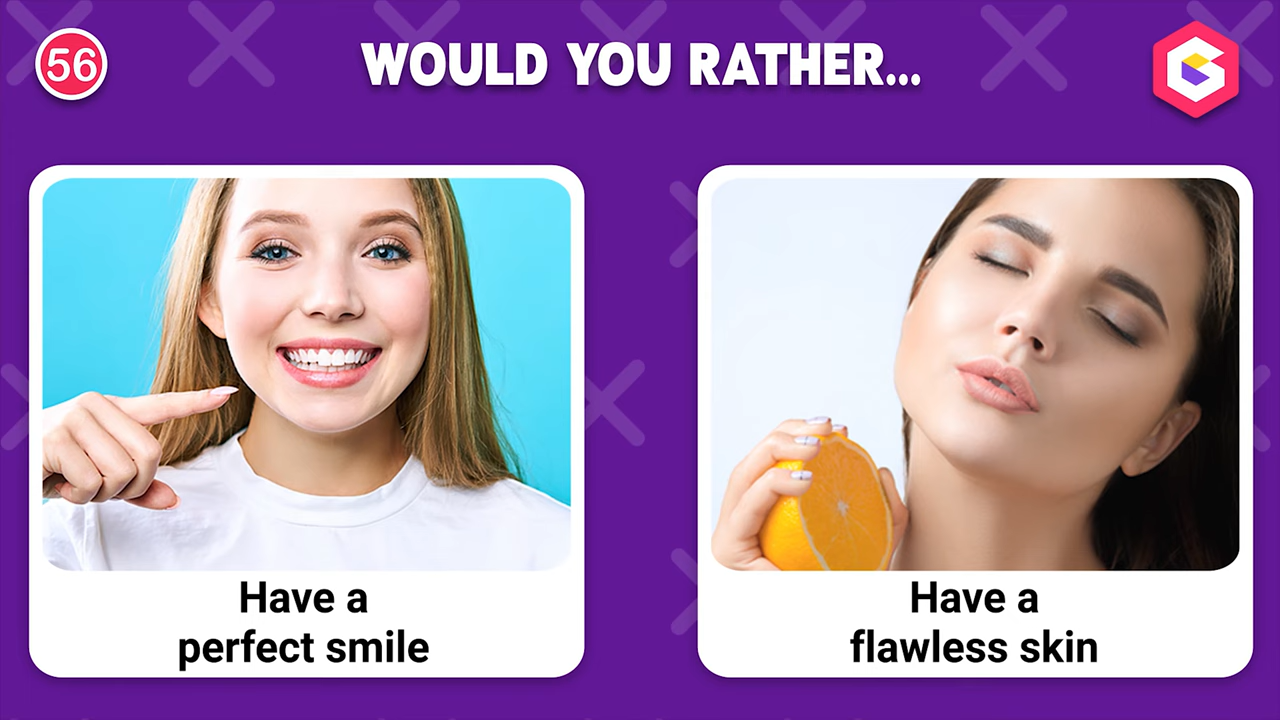 56
WOULD YOU RATHER...
Have a
perfect smile
Have a
flawless skin